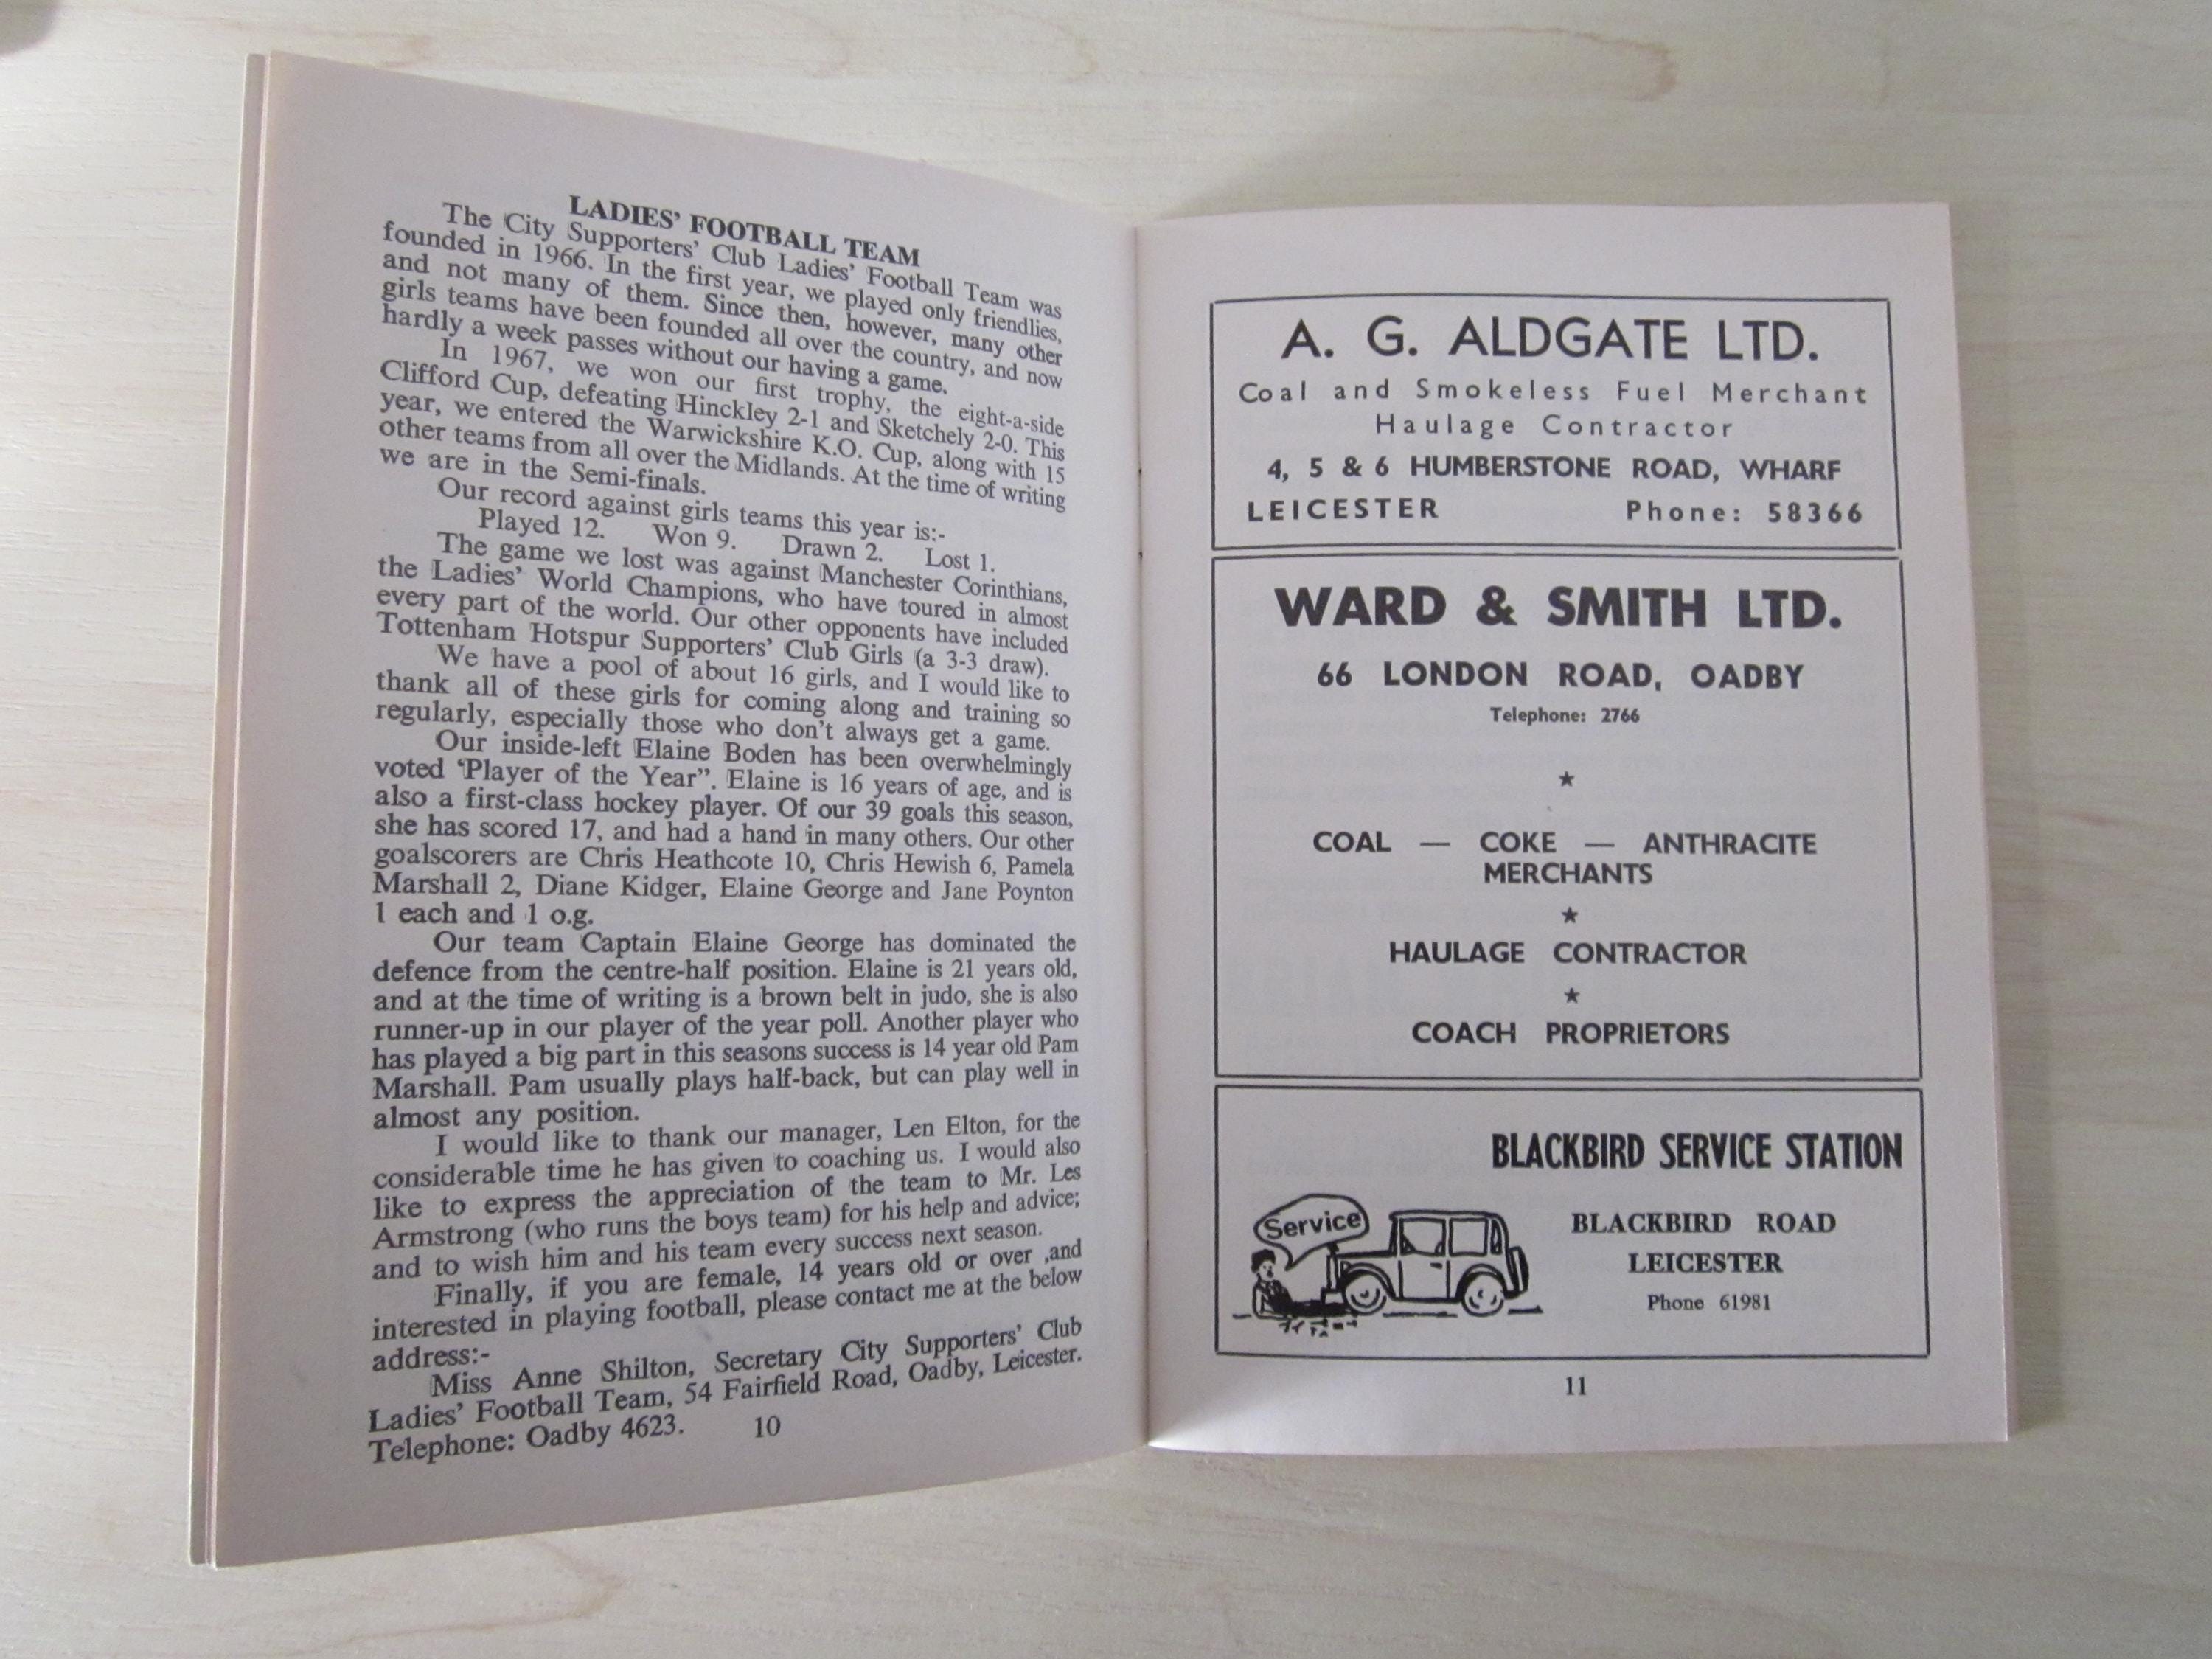 LADIES' FOOTBALL TEAM
The City Supporters' Club Ladies' Football Team was
founded in 1966. In the first year, we played only friendlies,
and not many of them. Since then, however, many other
girls teams have been founded all over the country, and now
hardly a week passes without our having a game.
In 1967, we won our first trophy, the eight-a-side
Clifford Cup, defeating Hinckley 2-1 and Sketchely 2-0. This
year, we entered the Warwickshire K.O. Cup, along with 15
other teams from all over the Midlands. At the time of writing
we are in the Semi-finals.
Our record against girls teams this year is:-
Played 12. Won 9. Drawn 2. Lost 1.
The game we lost was against Manchester Corinthians,
the Ladies' World Champions, who have toured in almost
every part of the world. Our other opponents have included
Tottenham Hotspur Supporters' Club Girls (a 3-3 draw).
We have a pool of about 16 girls, and I would like to
thank all of these girls for coming along and training so
regularly, especially those who don't always get a game.
Our inside-left Elaine Boden has been overwhelmingly
voted 'Player of the Year". Elaine is 16 years of age, and is
also a first-class hockey player. Of our 39 goals this season,
she has scored 17, and had a hand in many others. Our other
goalscorers are Chris Heathcote 10, Chris Hewish 6, Pamela
Marshall 2, Diane Kidger, Elaine George and Jane Poynton
1 each and 1 o.g.
Our team Captain Elaine George has dominated the
defence from the centre-half position. Elaine is 21 years old,
and at the time of writing is a brown belt in judo, she is also
runner-up in our player of the year poll. Another player who
has played a big part in this seasons success is 14 year old Pam
Marshall. Pam usually plays half-back, but can play well in
almost any position.
I would like to thank our manager, Len Elton, for the
considerable time he has given to coaching us. I would also
like to express the appreciation of the team to Mr. Les
Armstrong (who runs the boys team) for his help and advice;
and to wish him and his team every success next season.
Finally, if you are female, 14 years old or over ,and
interested in playing football, please contact me at the below
address:-
Miss Anne Shilton, Secretary City Supporters' Club
Ladies' Football Team, 54 Fairfield Road, Oadby, Leicester.
Telephone: Oadby 4623.
10
A. G. ALDGATE LTD.
Coal and Smokeless Fuel Merchant
Haulage Contractor
4, 5 & 6 HUMBERSTONE ROAD, WHARF
LEICESTER Phone: 58366
WARD & SMITH LTD.
66 LONDON ROAD, OADBY
Telephone: 2766
COAL — COKE — ANTHRACITE
MERCHANTS
HAULAGE CONTRACTOR
COACH PROPRIETORS
BLACKBIRD SERVICE STATION
Service
BLACKBIRD ROAD
LEICESTER
Phone 61981
11